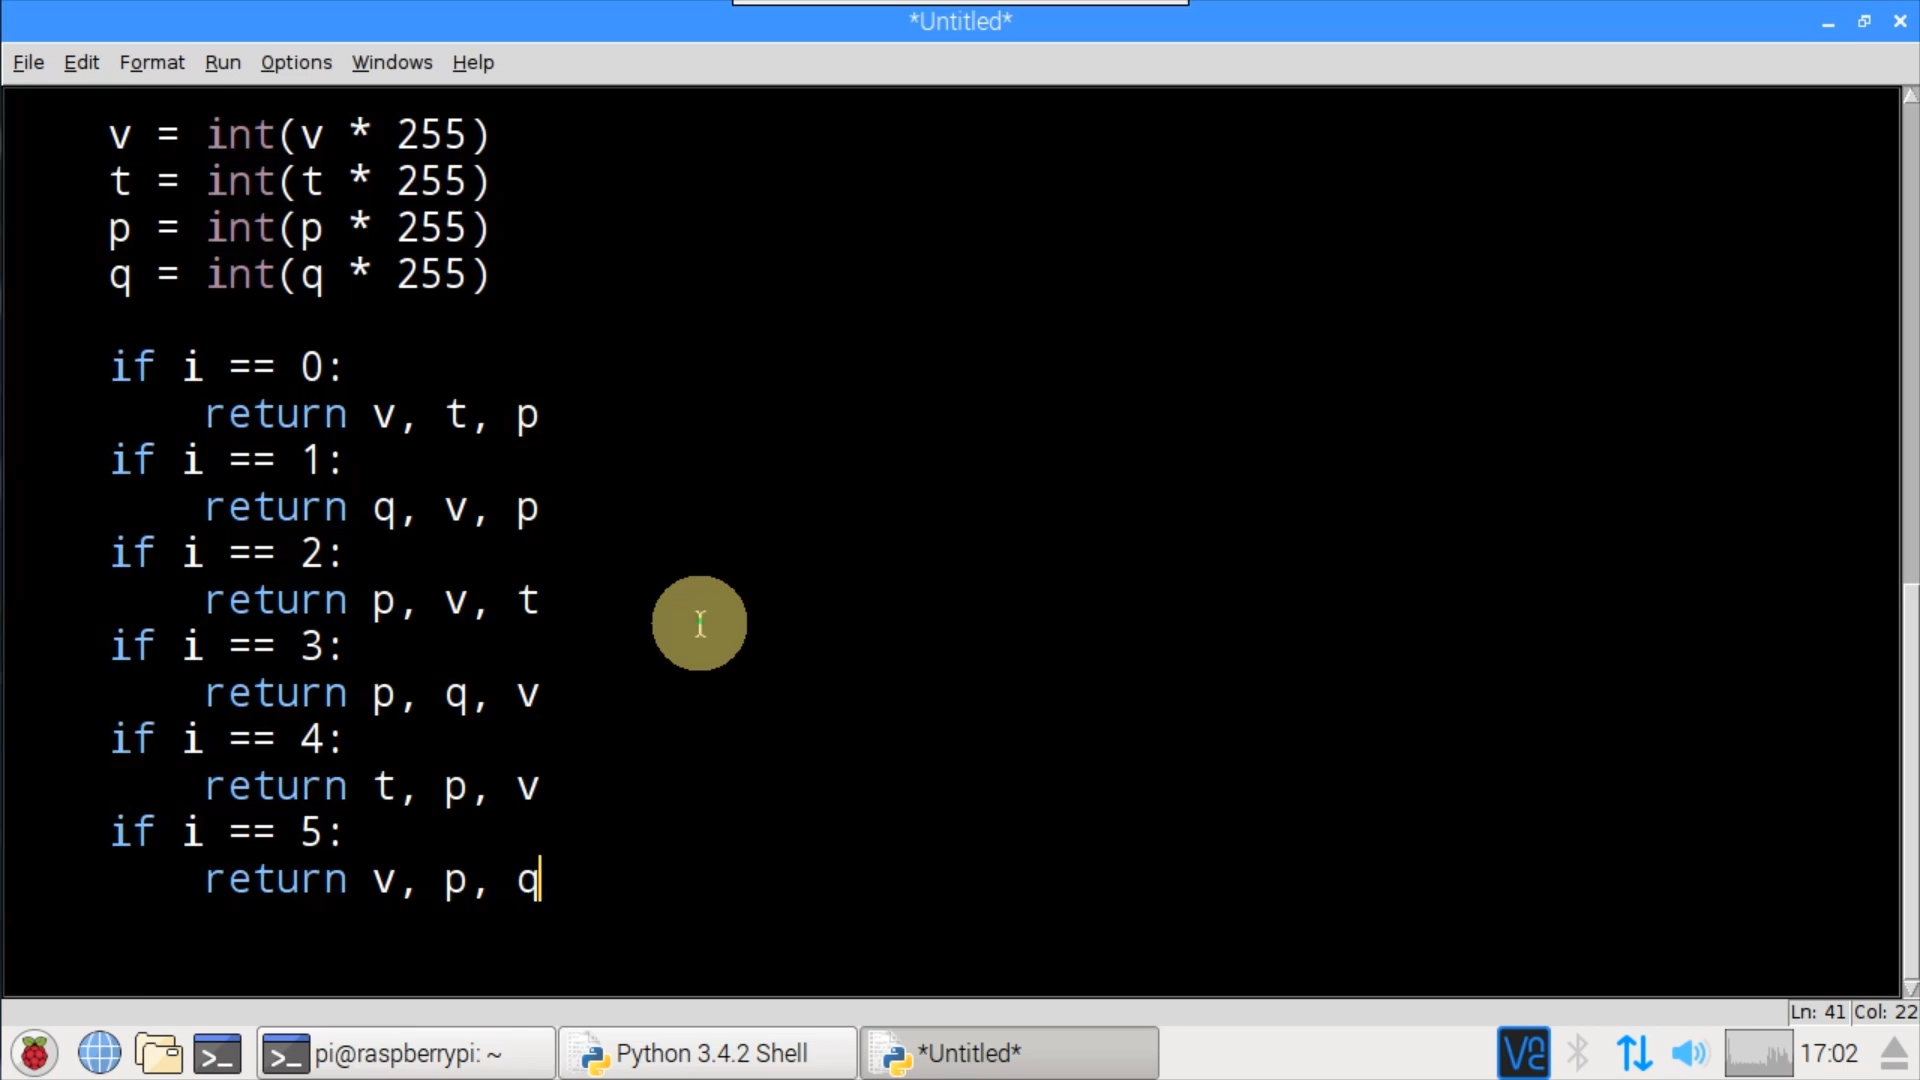 *Untitled*
File Edit Format Run Options Windows Help
v = int(v * 255)
t = int(t * 255)
p = int(p * 255)
q = int(q * 255)
if i == 0:
return v, t, p
if i == 1:
return q, v, p
if i == 2:
return p, v, t
if i == 3:
return p, q, v
if i == 4:
return t, p, v
if i == 5:
return v, p, q
Ln: 41 Col: 22
pi@raspberrypi: ~ Python 3.4.2 Shell *Untitled* 17:02